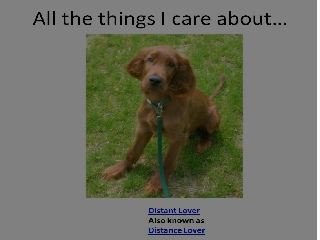 All the things I care about...
Distant Lover
Also known as
Distance Lover